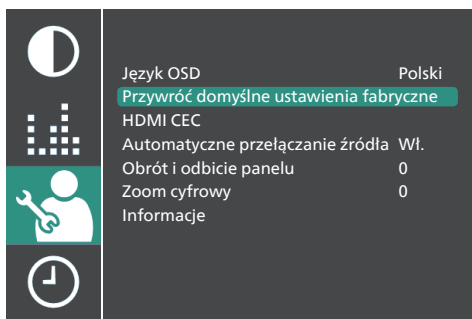 Język OSD Polski
Przywróć domyślne ustawienia fabryczne
HDMI CEC
Automatyczne przełączanie źródła Wł.
Obrót i odbicie panelu 0
Zoom cyfrowy 0
Informacje